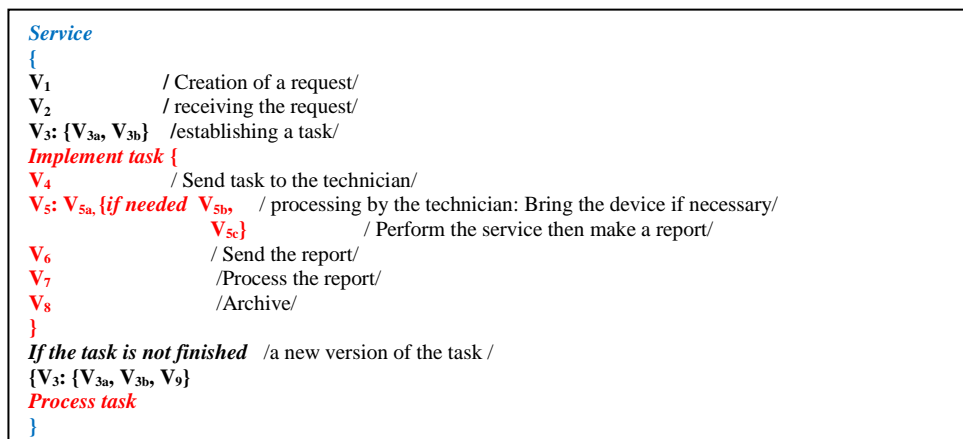 Service
{
V1 / Creation of a request/
V2 / receiving the request/
V3: {V3a, V3b} /establishing a task/
Implement task {
V4 / Send task to the technician/
V5: V5a, {if needed V5b, / processing by the technician: Bring the device if necessary/
V5c} / Perform the service then make a report/
V6 / Send the report/
V7 /Process the report/
V8 /Archive/
}
If the task is not finished /a new version of the task /
{V3: {V3a, V3b, V9}
Process task
}